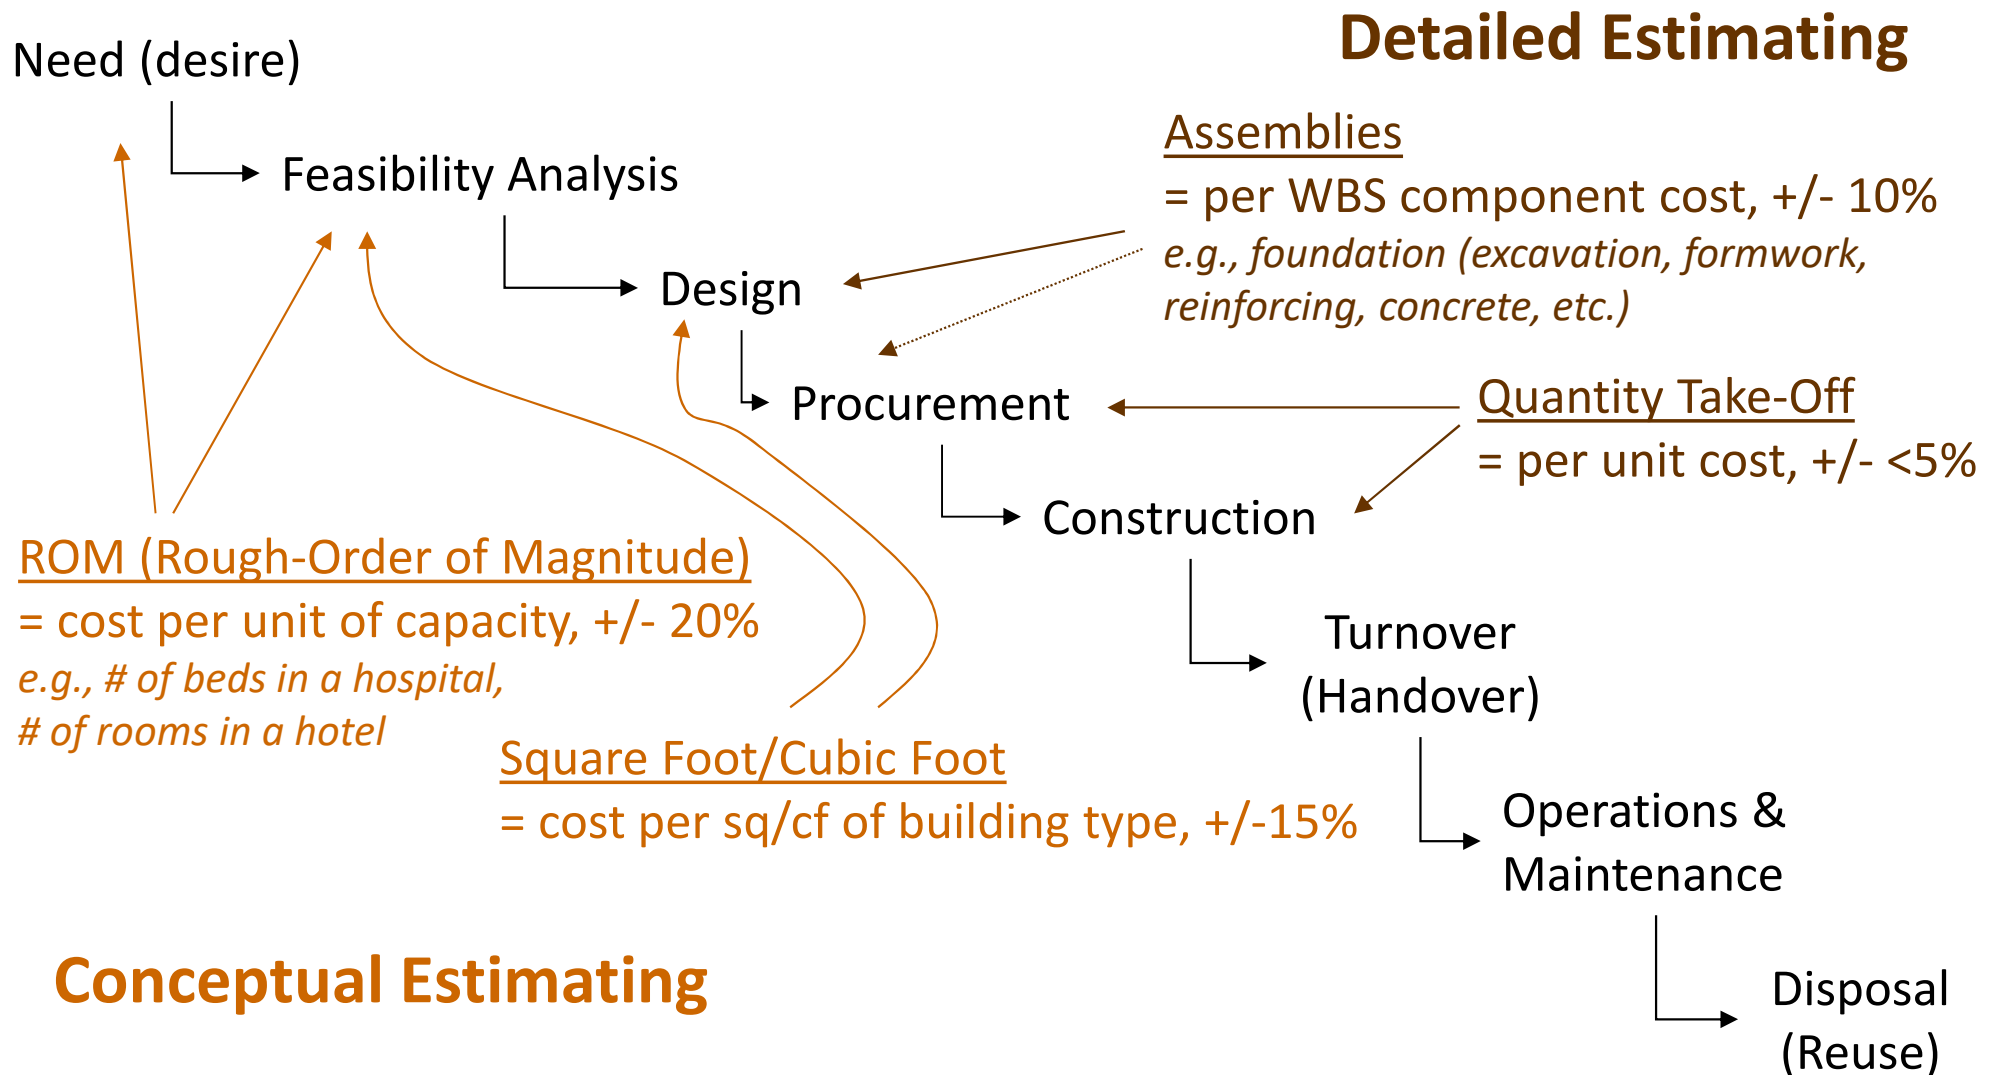 Detailed Estimating
Need (desire)
Assemblies
= per WBS component cost, +/- 10%
e.g., foundation (excavation, formwork,
reinforcing, concrete, etc.)
Feasibility Analysis
Design
Procurement
Quantity Take-Off
= per unit cost, +/- <5%
Construction
ROM (Rough-Order of Magnitude)
= cost per unit of capacity, +/- 20%
e.g., # of beds in a hospital,
# of rooms in a hotel
Turnover
(Handover)
Square Foot/Cubic Foot
= cost per sq/cf of building type, +/-15%
Operations &
Maintenance
Conceptual Estimating
Disposal
(Reuse)